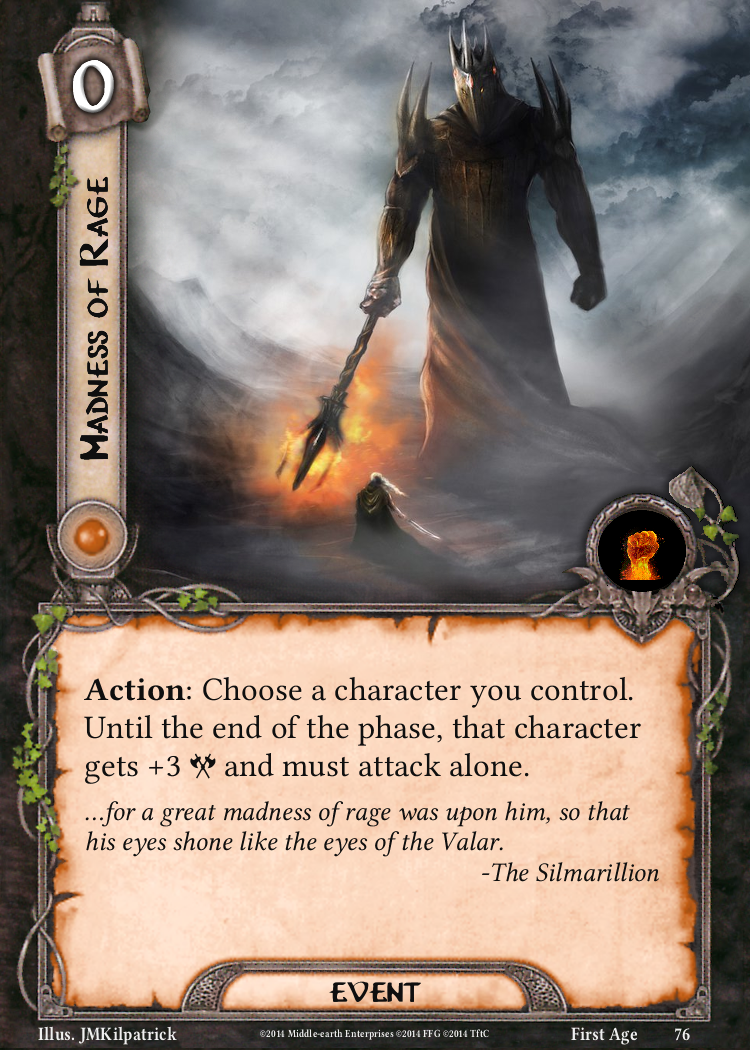 0
Madness of Rage
Action: Choose a character you control.
Until the end of the phase, that character
gets +3 and must attack alone.
...for a great madness of rage was upon him, so that
his eyes shone like the eyes of the Valar.
-The Silmarillion
EVENT
Illus. JMKilpatrick ©2014 Middle-earth Enterprises ©2014 FFG ©2014 TftC First Age 76